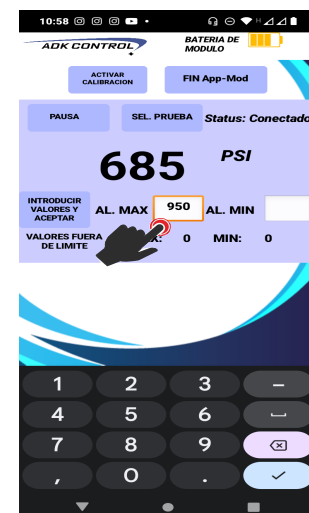 10:58
H
ADK CONTROL
BATERIA DE
MODULO
ACTIVAR
CALIBRACION
FIN App-Mod
PAUSA
SEL. PRUEBA
Status: Conectado
685
PSI
INTRODUCIR
VALORES Y
ACEPTAR
AL. MAX
950
AL. MIN
VALORES FUERA
DE LIMITE
X:
0
MIN:
0
1 2 3 –
4 5 6
7 8 9
, 0 .